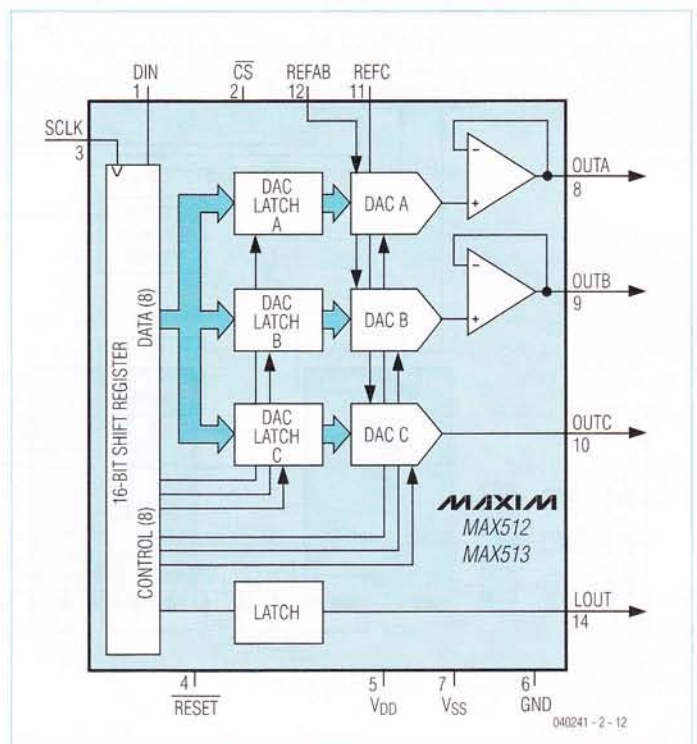 DIN
1
CS
2
REFAB
12
REFC
11
SCLK
3
DAC
LATCH
A
DAC A
OUTA
8
16-BIT SHIFT REGISTER
DATA (8)
DAC
LATCH
B
DAC B
OUTB
9
DAC
LATCH
C
DAC C
OUTC
10
MAXIM
MAX512
MAX513
CONTROL (8)
LATCH
LOUT
14
4
RESET
5
VDD
7
VSS
6
GND
040241 - 2 - 12